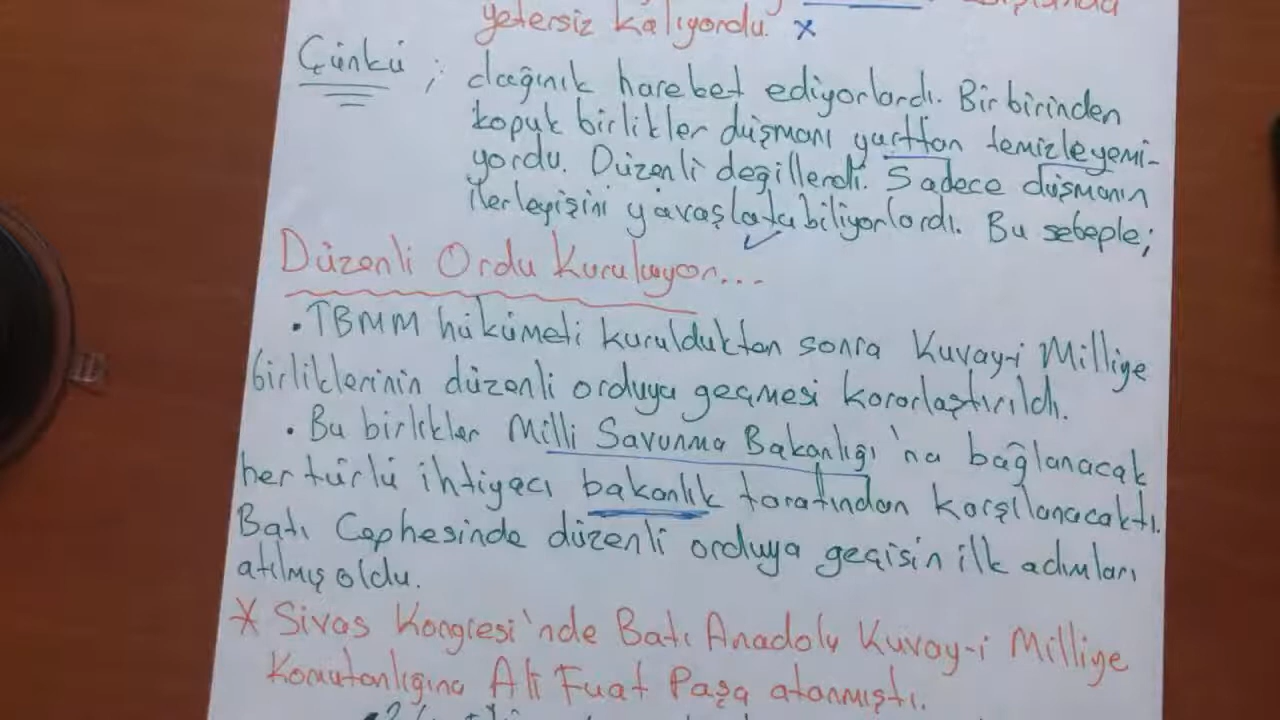 yetersiz kalıyordu. x
Çünkü ; dağınık hareket ediyorlardı. Birbirinden
kopuk birlikler düşmanı yurttan temizleyemi-
yordu. Düzenli değillerdi. Sadece düşmanın
ilerleyişini yavaşlatabiliyorlardı. Bu sebeple;
Düzenli Ordu Kuruluyor...
• TBMM hükümeti kurulduktan sonra Kuvay-i Milliye
birliklerinin düzenli orduya geçmesi kararlaştırıldı.
• Bu birlikler Milli Savunma Bakanlığı'na bağlanacak
her türlü ihtiyacı bakanlık tarafından karşılanacaktı.
Batı Cephesinde düzenli orduya geçisin ilk adımları
atılmış oldu.
* Sivas Kongresi'nde Batı Anadolu Kuvay-i Milliye
Komutanlığına Ali Fuat Paşa atanmıştı.